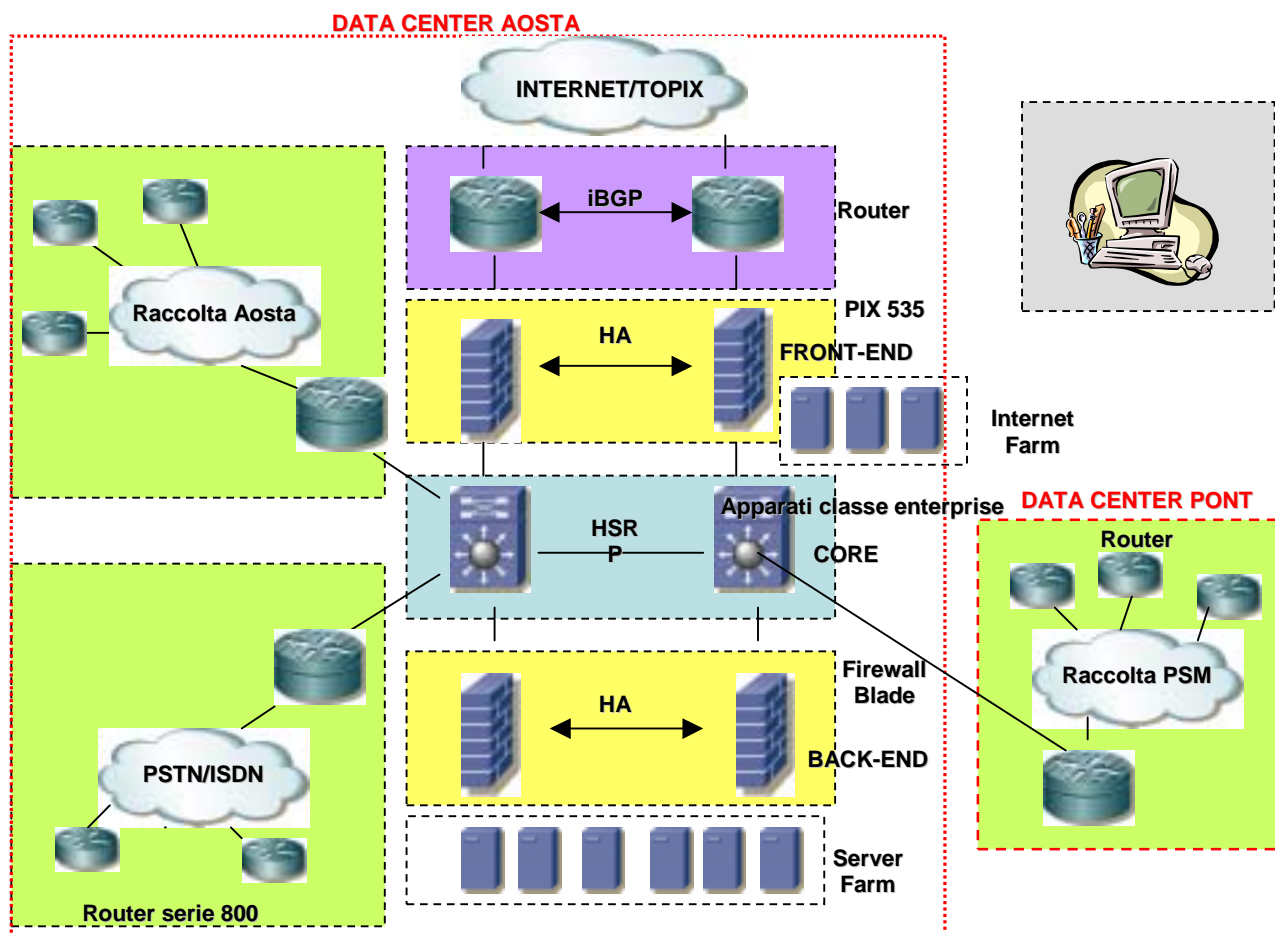 DATA CENTER AOSTA
INTERNET/TOPIX
iBGP
Router
Raccolta Aosta
PIX 535
HA
FRONT-END
Internet
Farm
Apparati classe enterprise
HSR
P
CORE
DATA CENTER PONT
Router
Raccolta PSM
Firewall
Blade
HA
BACK-END
PSTN/ISDN
Server
Farm
Router serie 800